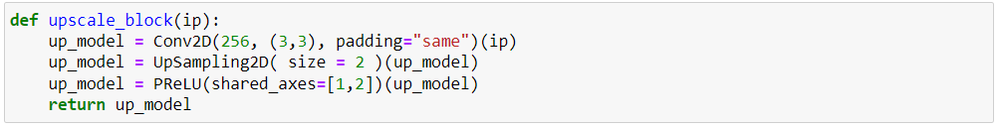 def upscale_block(ip):
    up_model = Conv2D(256, (3,3), padding="same")(ip)
    up_model = UpSampling2D( size = 2 )(up_model)
    up_model = PReLU(shared_axes=[1,2])(up_model)
    return up_model